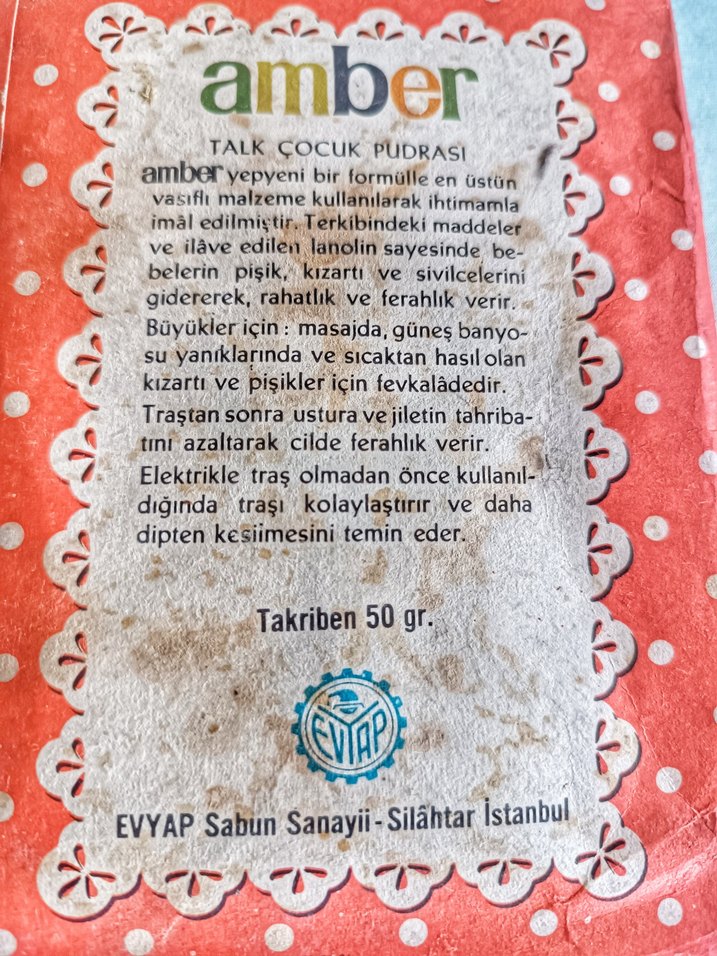 amber
TALK ÇOCUK PUDRASI
amber yepyeni bir formülle en üstün
vasıflı malzeme kullanılarak ihtimamla
imâl edilmiştir. Terkibindeki maddeler
ve ilâve edilen lanolin sayesinde be-
belerin pişik, kızartı ve sivilcelerini
gidererek, rahatlık ve ferahlık verir.
Büyükler için : masajda, güneş banyo-
su yanıklarında ve sıcaktan hasıl olan
kızartı ve pişikler için fevkalâdedir.
Traştan sonra ustura ve jiletin tahriba-
tını azaltarak cilde ferahlık verir.
Elektrikle traş olmadan önce kullanıl-
dığında traşı kolaylaştırır ve daha
dipten kesilmesini temin eder.
Takriben 50 gr.
EVYAP
EVYAP Sabun Sanayii - Silâhtar İstanbul